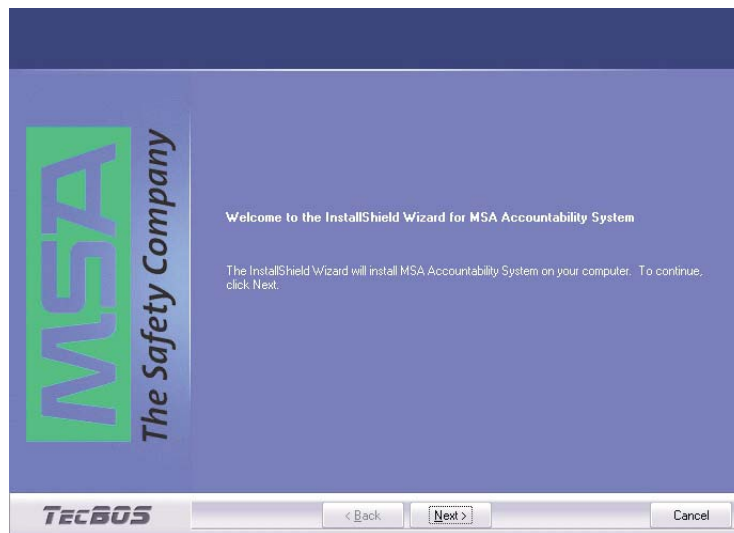 MSA
The Safety Company
Welcome to the InstallShield Wizard for MSA Accountability System
The InstallShield Wizard will install MSA Accountability System on your computer. To continue,
click Next.
TECBOS
< Back
Next >
Cancel